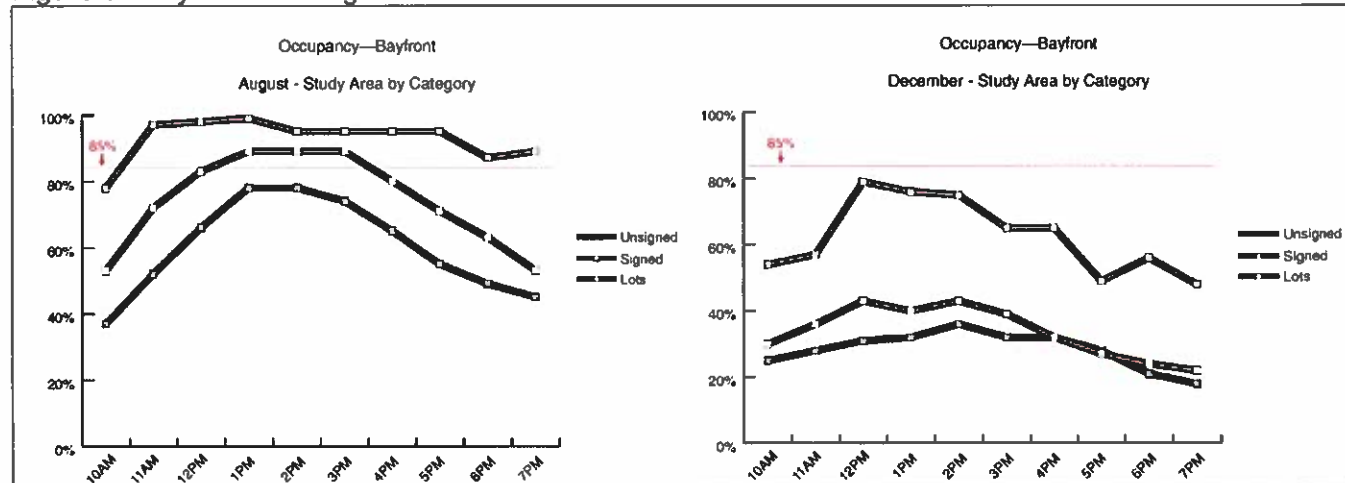 Occupancy—Bayfront
August - Study Area by Category
100%
85%
80%
60%
40%
20%
0%
10AM
11AM
12PM
1PM
2PM
3PM
4PM
5PM
6PM
7PM
Unsigned
Signed
Lots
Occupancy—Bayfront
December - Study Area by Category
100%
85%
80%
60%
40%
20%
0%
10AM
11AM
12PM
1PM
2PM
3PM
4PM
5PM
6PM
7PM
Unsigned
Signed
Lots